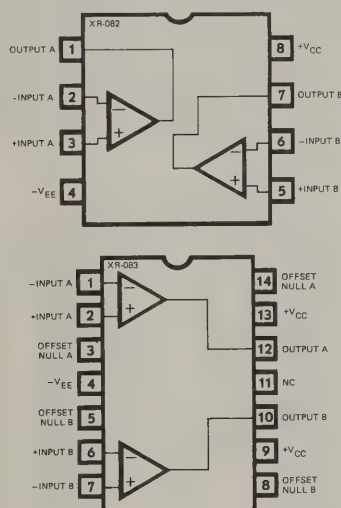 XR-082
OUTPUT A 1
8 +VCC
-INPUT A 2
7 OUTPUT B
+INPUT A 3
6 -INPUT B
-VEE 4
5 +INPUT B
XR-083
-INPUT A 1
14 OFFSET
NULL A
+INPUT A 2
13 +VCC
OFFSET
NULL A 3
12 OUTPUT A
-VEE 4
11 NC
OFFSET
NULL B 5
10 OUTPUT B
+INPUT B 6
9 +VCC
-INPUT B 7
8 OFFSET
NULL B